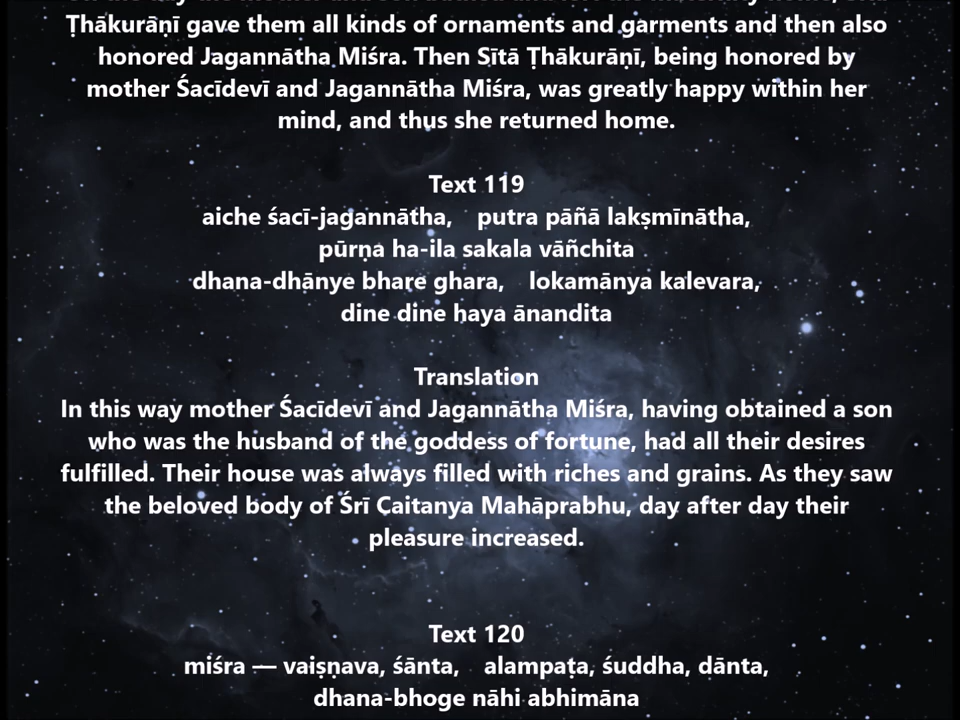 Ṭhākurāṇī gave them all kinds of ornaments and garments and then also
honored Jagannātha Miśra. Then Sītā Ṭhākurāṇī, being honored by
mother Śacīdevī and Jagannātha Miśra, was greatly happy within her
mind, and thus she returned home.
Text 119
aiche śacī-jagannātha, putra pāñā lakṣmīnātha,
pūrṇa ha-ila sakala vāñchita
dhana-dhānye bhare ghara, lokamānya kalevara,
dine dine haya ānandita
Translation
In this way mother Śacīdevī and Jagannātha Miśra, having obtained a son
who was the husband of the goddess of fortune, had all their desires
fulfilled. Their house was always filled with riches and grains. As they saw
the beloved body of Śrī Caitanya Mahāprabhu, day after day their
pleasure increased.
Text 120
miśra — vaiṣṇava, śānta, alampaṭa, śuddha, dānta,
dhana-bhoge nāhi abhimāna